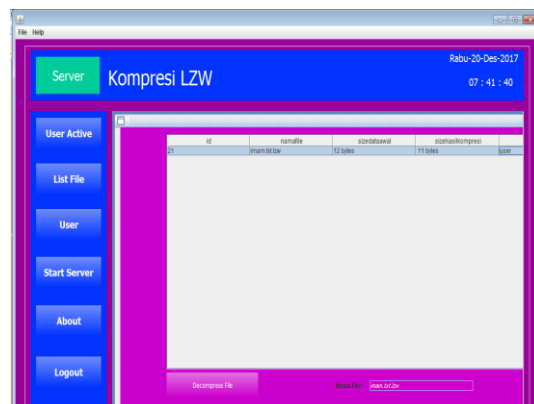 File Help
Server
Kompresi LZW
Rabu-20-Des-2017
07 : 41 : 40
User Active
List File
User
Start Server
About
Logout
id namafile sizedataawal sizehasilkompresi
21 imam.txt.lzw 12 bytes 11 bytes user
Decompress File
Nama File : imam.txt.lzw